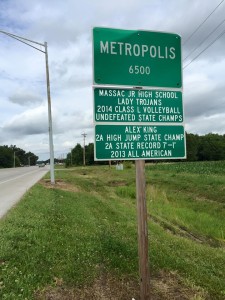 METROPOLIS
6500
MASSAC JR HIGH SCHOOL
LADY TROJANS
2014 CLASS L VOLLEYBALL
UNDEFEATED STATE CHAMPS
ALEX KING
2A HIGH JUMP STATE CHAMP
2A STATE RECORD 7'-1"
2013 ALL AMERICAN